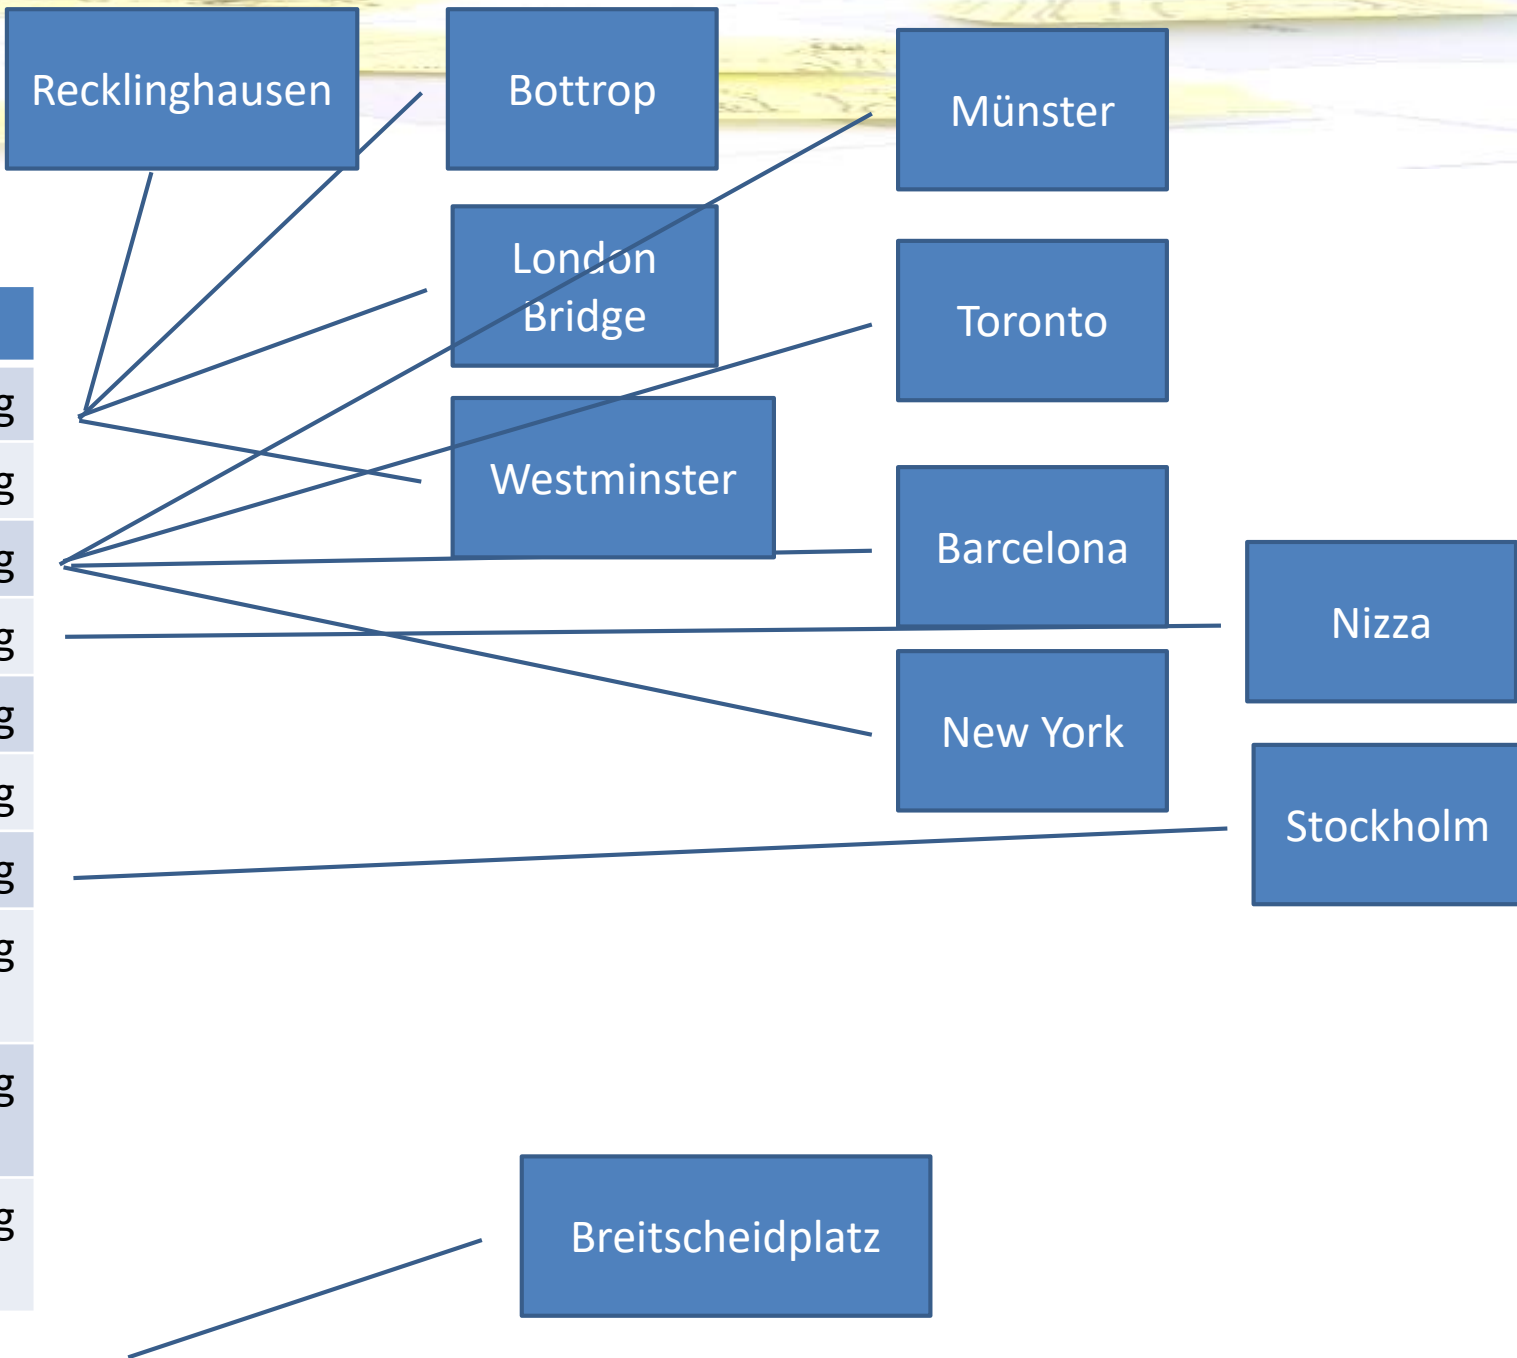 Recklinghausen
Bottrop
Münster
London
Bridge
Toronto
g
g
Westminster
g
Barcelona
g
Nizza
g
New York
g
Stockholm
g
g
g
g
Breitscheidplatz